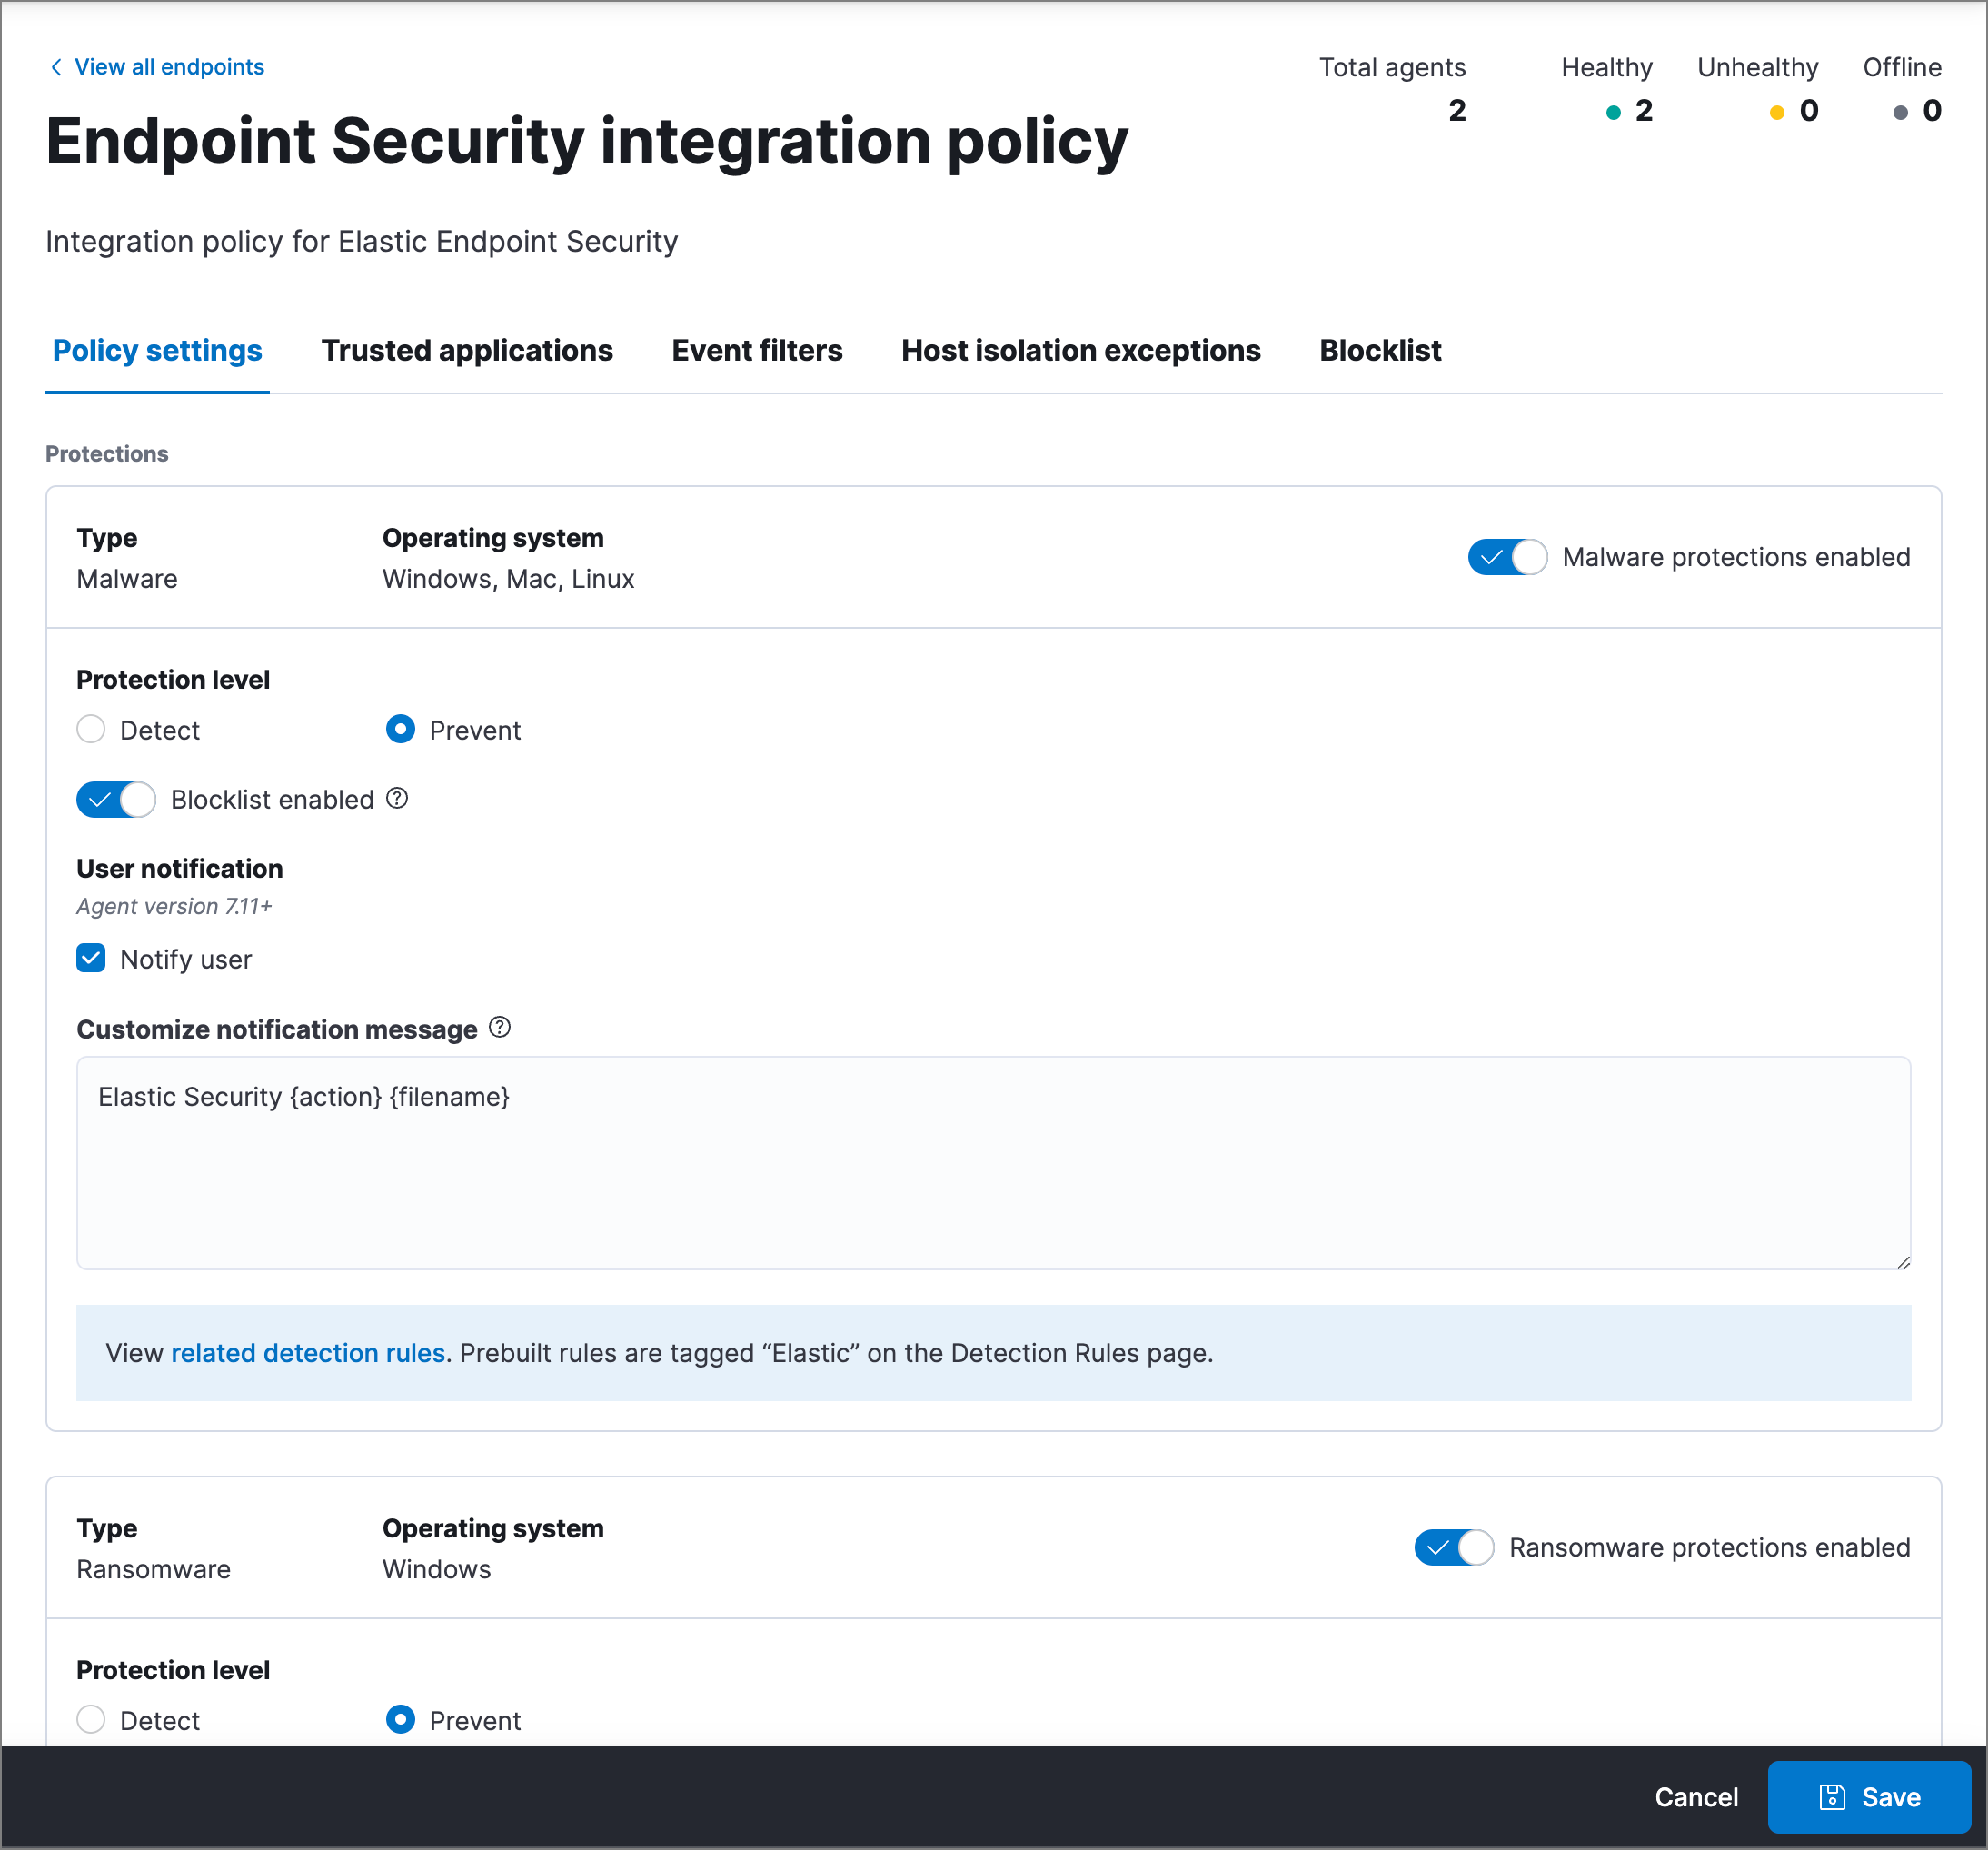 View all endpoints
Endpoint Security integration policy
Total agents Healthy Unhealthy Offline
2 2 0 0
Integration policy for Elastic Endpoint Security
Policy settings Trusted applications Event filters Host isolation exceptions Blocklist
Protections
Type Operating system
Malware Windows, Mac, Linux
Malware protections enabled
Protection level
Detect Prevent
Blocklist enabled
User notification
Agent version 7.11+
Notify user
Customize notification message
Elastic Security {action} {filename}
View related detection rules. Prebuilt rules are tagged “Elastic” on the Detection Rules page.
Type Operating system
Ransomware Windows
Ransomware protections enabled
Protection level
Detect Prevent
Cancel Save